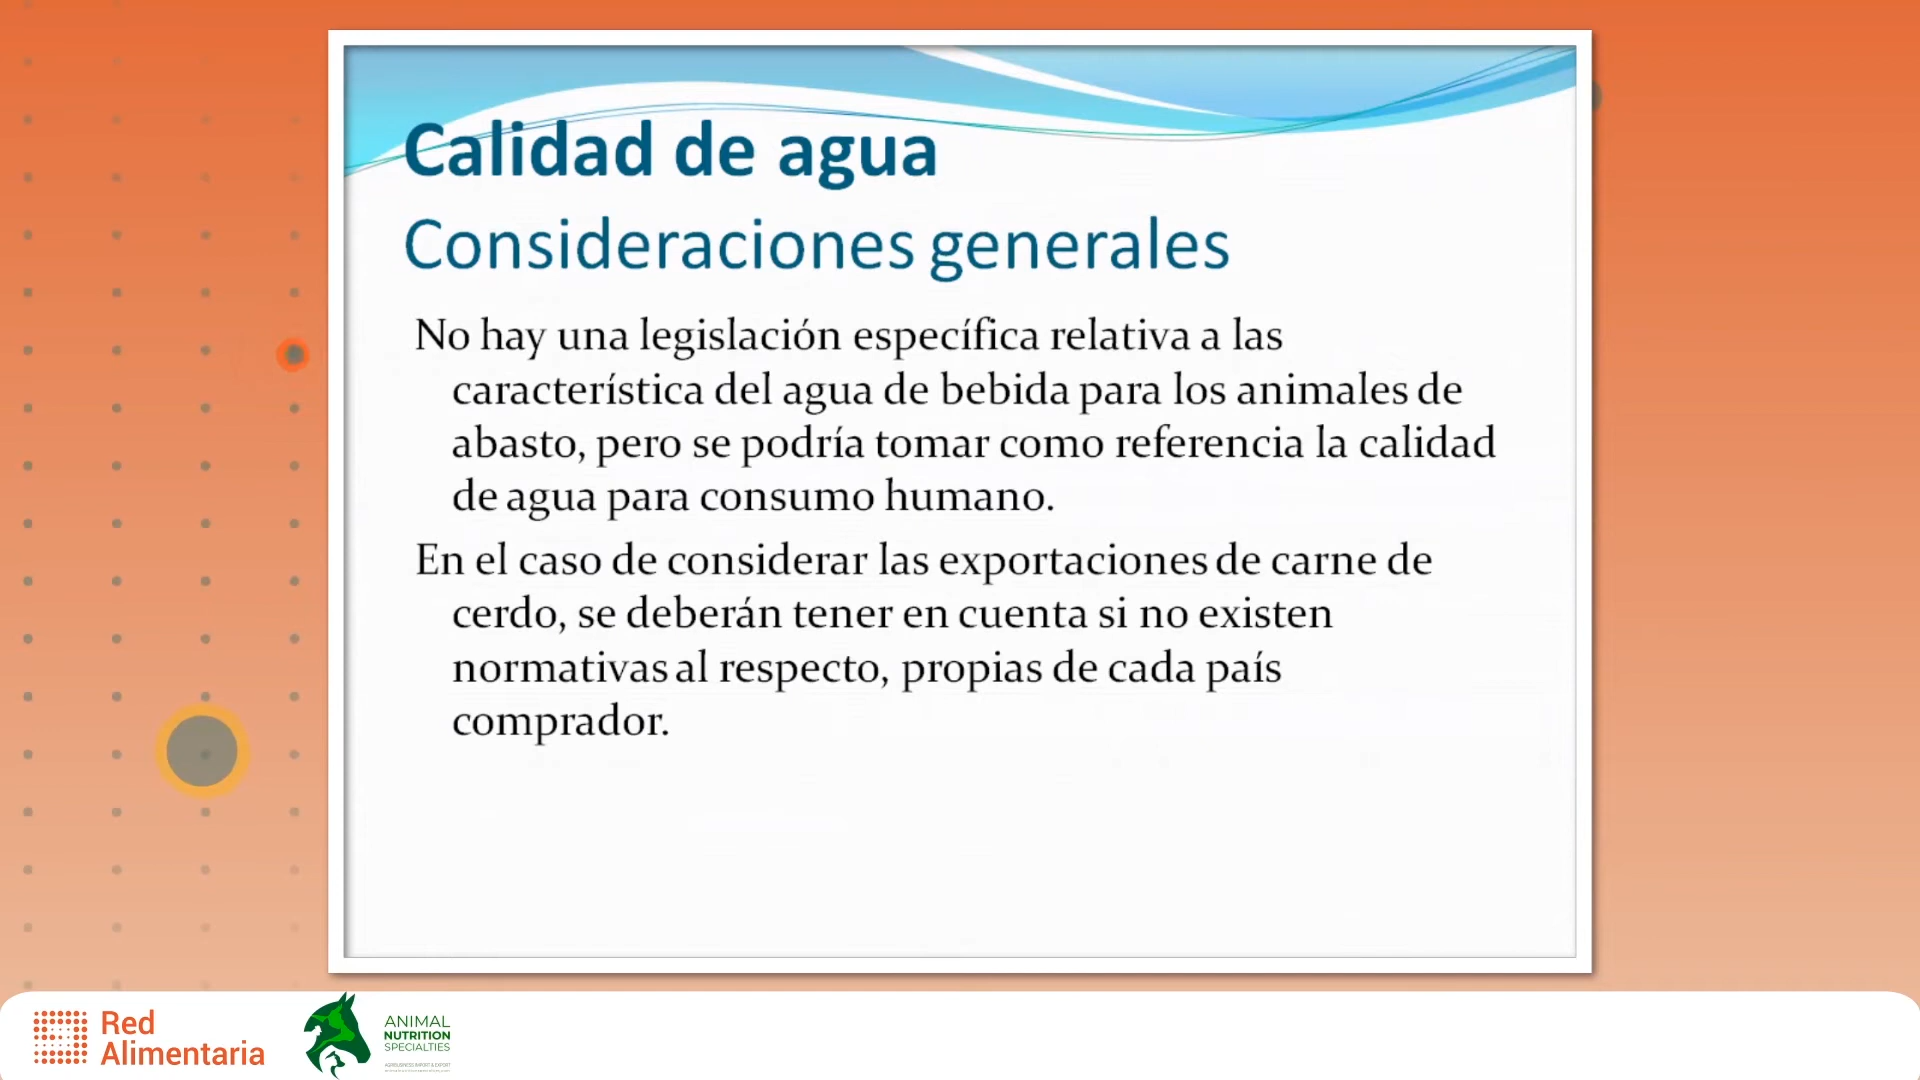 Calidad de agua
Consideraciones generales
No hay una legislación específica relativa a las
característica del agua de bebida para los animales de
abasto, pero se podría tomar como referencia la calidad
de agua para consumo humano.
En el caso de considerar las exportaciones de carne de
cerdo, se deberán tener en cuenta si no existen
normativas al respecto, propias de cada país
comprador.
Red
Alimentaria
ANIMAL
NUTRITION
SPECIALTIES